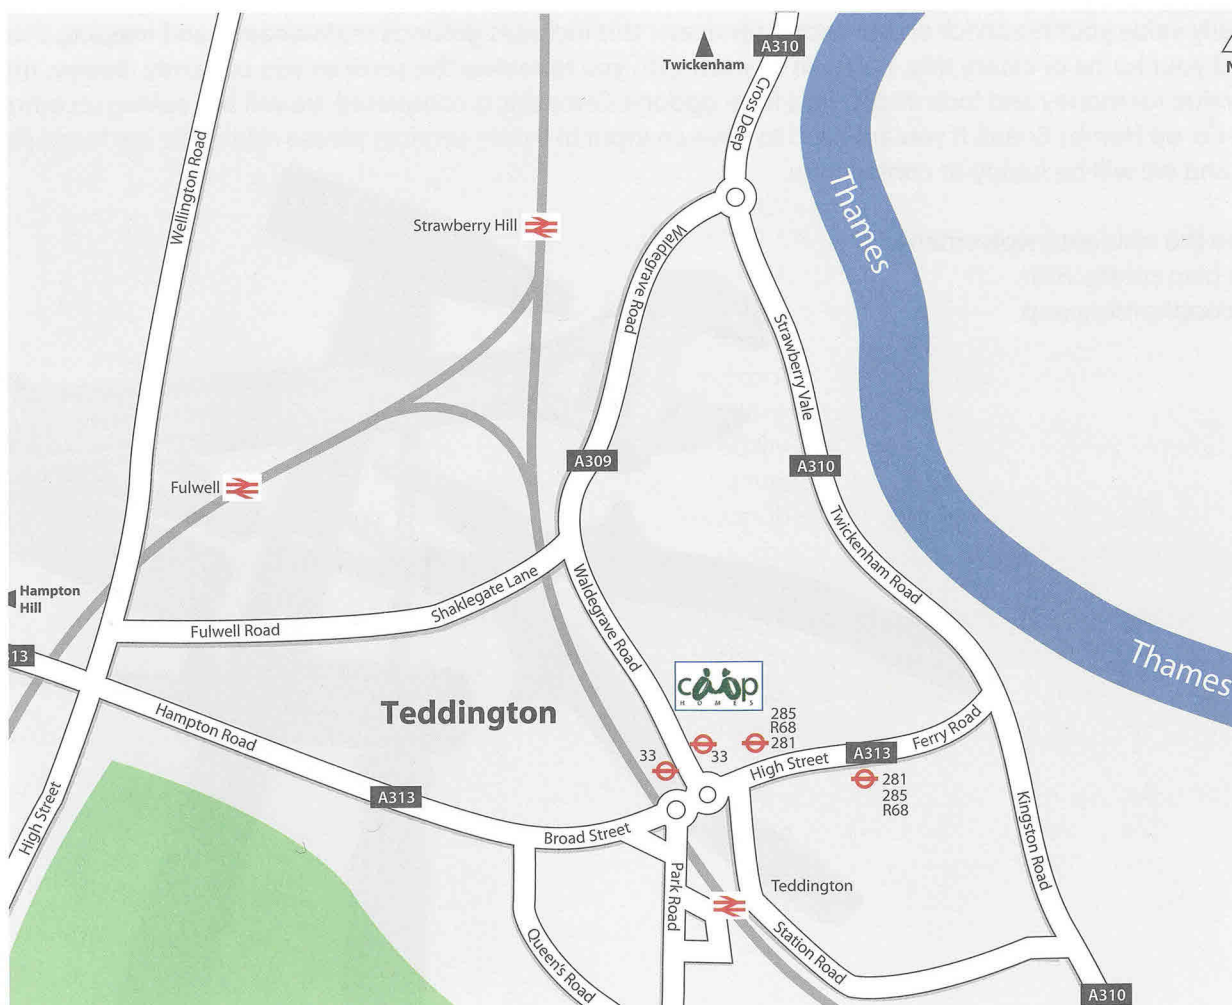 A310
Twickenham
Cross Deep
Wellington Road
Thames
Strawberry Hill
Waldegrave Road
Strawberry Vale
A309
A310
Fulwell
Twickenham Road
Hampton
Hill
Shaklegate Lane
Waldegrave Road
Fulwell Road
13
Thames
coop
HOMES
Teddington
Hampton Road
285
R68
281
33
33
High Street
A313
Ferry Road
281
285
R68
A313
High Street
Broad Street
Kingston Road
Park Road
Teddington
Queen's Road
Station Road
A310